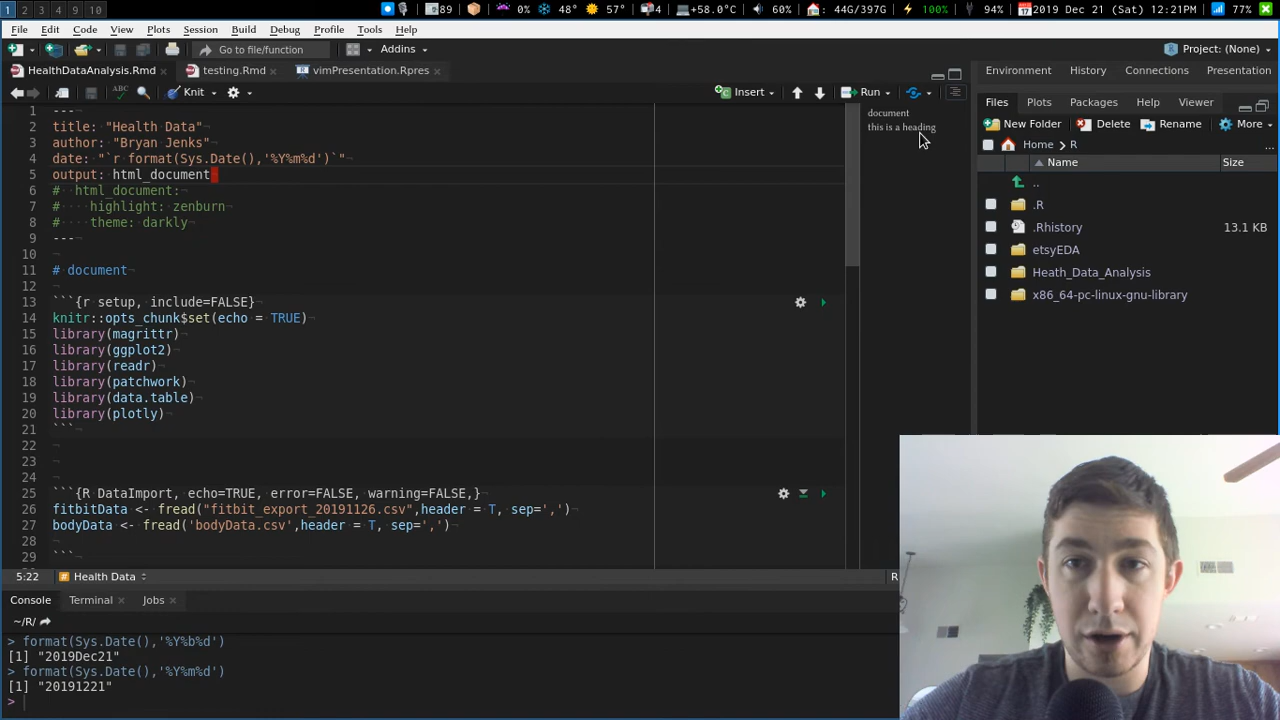 1 2 3 4 9 10 89 0% 48° 57° 4 +58.0°C 60% 44G/397G 100% 94% 2019 Dec 21 (Sat) 12:21PM 77%
File Edit Code View Plots Session Build Debug Profile Tools Help
Go to file/function Addins Project: (None)
HealthDataAnalysis.Rmd testing.Rmd vimPresentation.Rpres
Environment History Connections Presentation
Knit Insert Run
Files Plots Packages Help Viewer
New Folder Delete Rename More
Home R ...
Name Size
..
.R
.Rhistory 13.1 KB
etsyEDA
Heath_Data_Analysis
x86_64-pc-linux-gnu-library
document
this is a heading
1 ---
2 title: "Health Data"
3 author: "Bryan Jenks"
4 date: "`r format(Sys.Date(),'%Y%m%d')`"
5 output: html_document
6 # html_document:
7 # highlight: zenburn
8 # theme: darkly
9 ---
10
11 # document
12
13 ```{r setup, include=FALSE}
14 knitr::opts_chunk$set(echo = TRUE)
15 library(magrittr)
16 library(ggplot2)
17 library(readr)
18 library(patchwork)
19 library(data.table)
20 library(plotly)
21 ```
22
23
24
25 ```{R DataImport, echo=TRUE, error=FALSE, warning=FALSE,}
26 fitbitData <- fread("fitbit_export_20191126.csv",header = T, sep=',')
27 bodyData <- fread('bodyData.csv',header = T, sep=',')
28
29 ```
5:22 Health Data R
Console Terminal Jobs
~/R/
> format(Sys.Date(),'%Y%b%d')
[1] "2019Dec21"
> format(Sys.Date(),'%Y%m%d')
[1] "20191221"
>